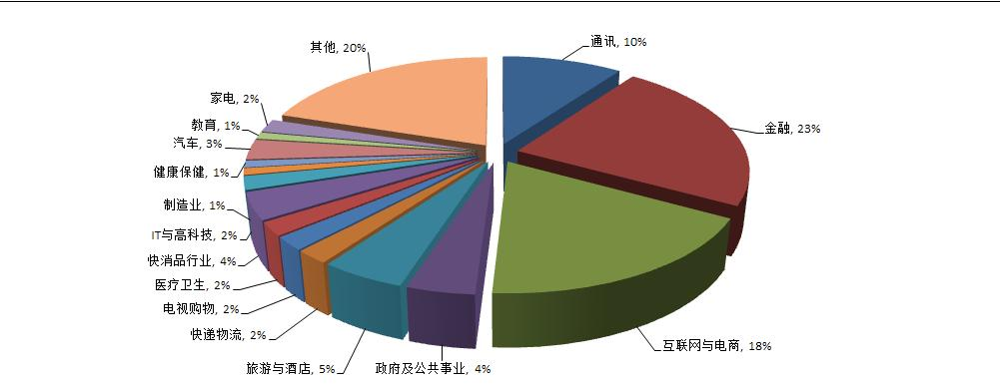 通讯, 10%
金融, 23%
互联网与电商, 18%
政府及公共事业, 4%
旅游与酒店, 5%
快递物流, 2%
电视购物, 2%
医疗卫生, 2%
快消品行业, 4%
IT与高科技, 2%
制造业, 1%
健康保健, 1%
汽车, 3%
教育, 1%
家电, 2%
其他, 20%